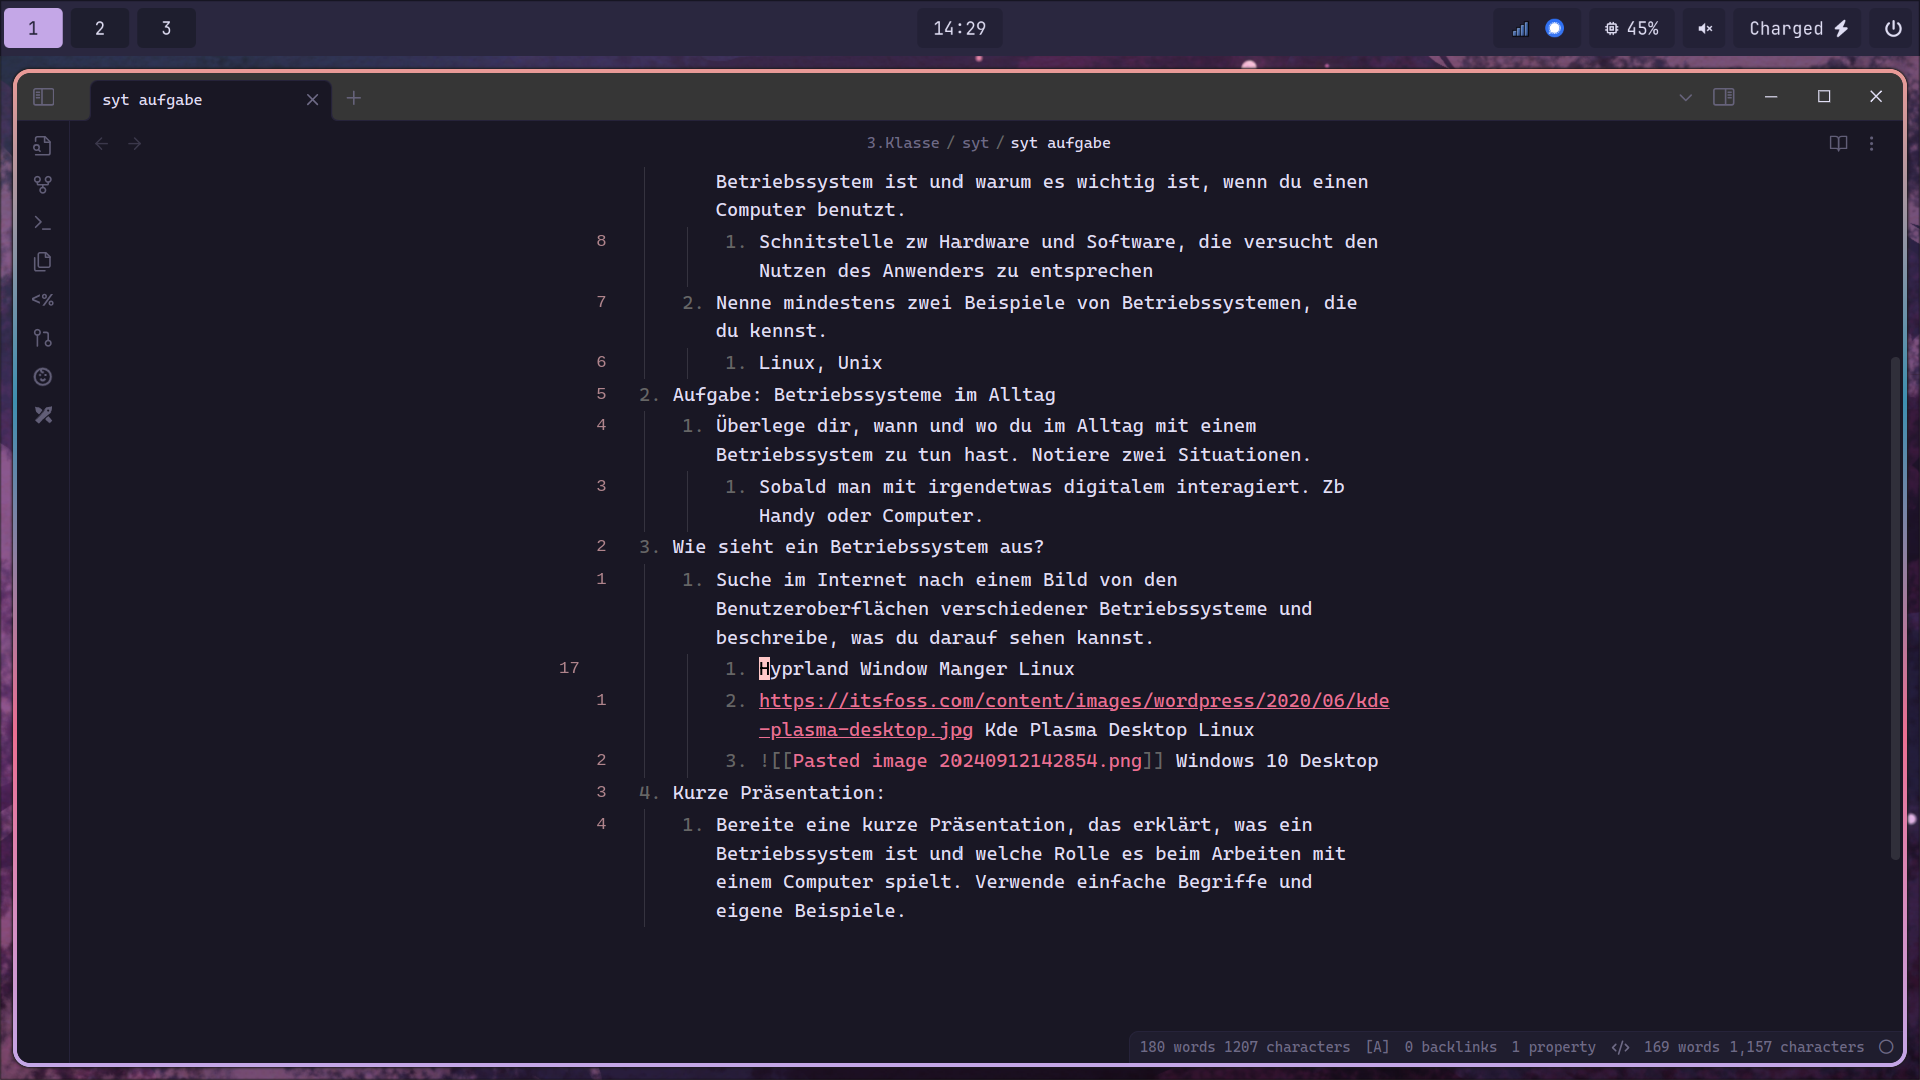 1 2 3 14:29 45% Charged
syt aufgabe
3.Klasse / syt / syt aufgabe
Betriebssystem ist und warum es wichtig ist, wenn du einen
Computer benutzt.
8 1. Schnitstelle zw Hardware und Software, die versucht den
Nutzen des Anwenders zu entsprechen
7 2. Nenne mindestens zwei Beispiele von Betriebssystemen, die
du kennst.
6 1. Linux, Unix
5 2. Aufgabe: Betriebssysteme im Alltag
4 1. Überlege dir, wann und wo du im Alltag mit einem
Betriebssystem zu tun hast. Notiere zwei Situationen.
3 1. Sobald man mit irgendetwas digitalem interagiert. Zb
Handy oder Computer.
2 3. Wie sieht ein Betriebssystem aus?
1 1. Suche im Internet nach einem Bild von den
Benutzeroberflächen verschiedener Betriebssysteme und
beschreibe, was du darauf sehen kannst.
17 1. Hyprland Window Manger Linux
1 2. https://itsfoss.com/content/images/wordpress/2020/06/kde
-plasma-desktop.jpg Kde Plasma Desktop Linux
2 3. ![[Pasted image 20240912142854.png]] Windows 10 Desktop
3 4. Kurze Präsentation:
4 1. Bereite eine kurze Präsentation, das erklärt, was ein
Betriebssystem ist und welche Rolle es beim Arbeiten mit
einem Computer spielt. Verwende einfache Begriffe und
eigene Beispiele.
180 words 1207 characters [A] 0 backlinks 1 property </> 169 words 1,157 characters